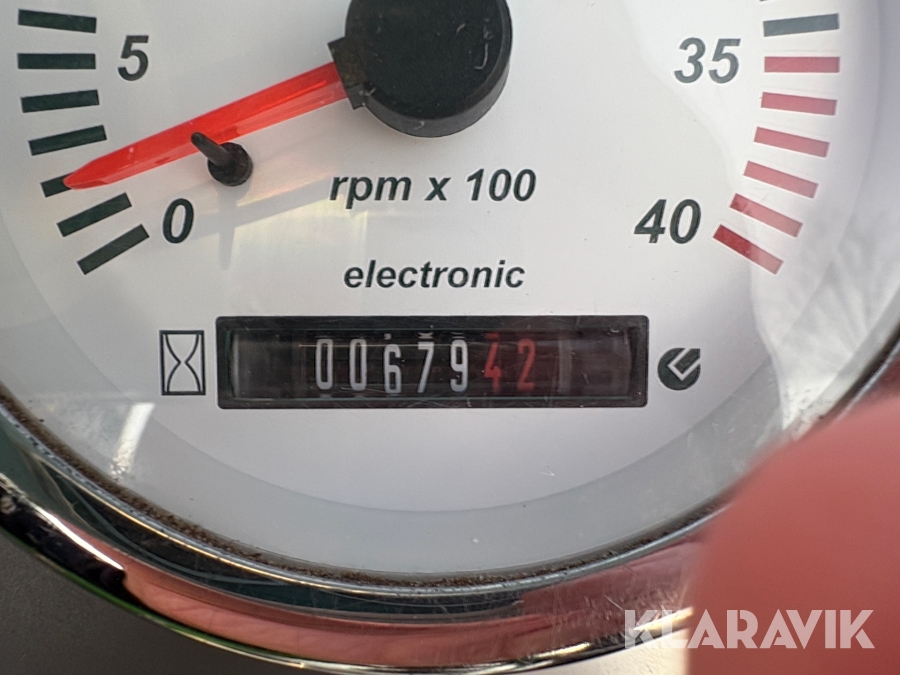 5 35
0 40
rpm x 100
electronic
0067942
KLARAVIK